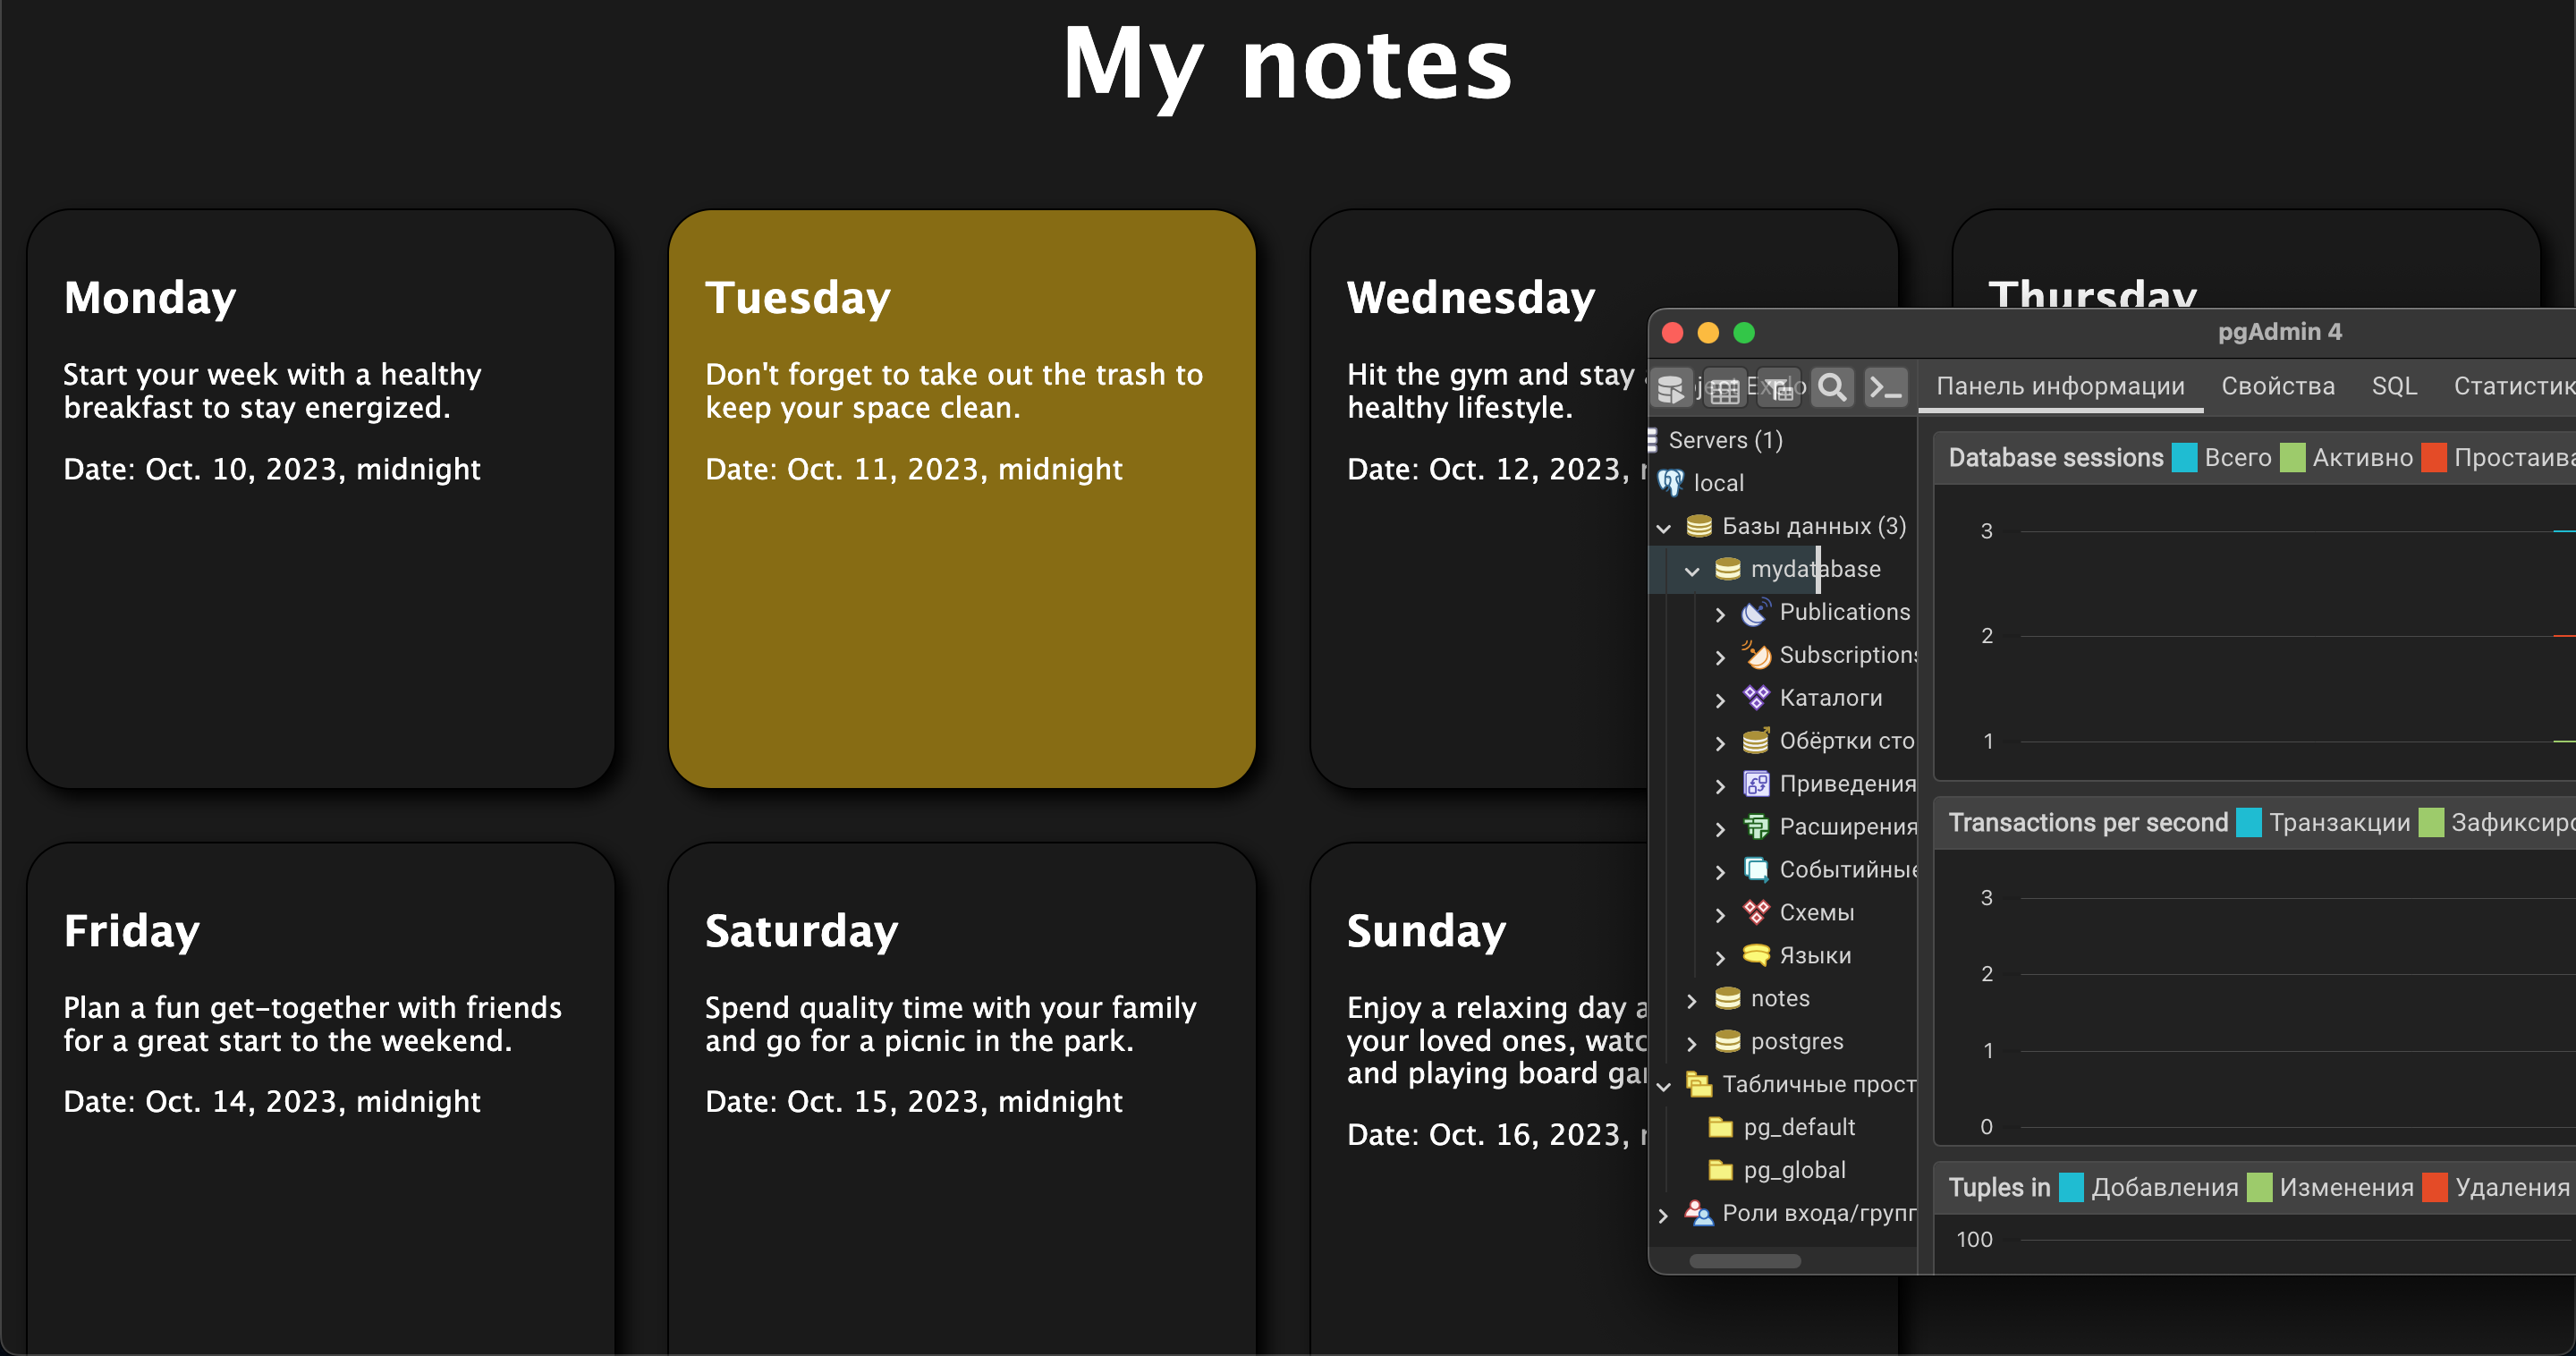 My notes
Monday
Start your week with a healthy
breakfast to stay energized.
Date: Oct. 10, 2023, midnight
Tuesday
Don't forget to take out the trash to
keep your space clean.
Date: Oct. 11, 2023, midnight
Wednesday
Hit the gym and stay
healthy lifestyle.
Date: Oct. 12, 2023,
Thursday
Friday
Plan a fun get-together with friends
for a great start to the weekend.
Date: Oct. 14, 2023, midnight
Saturday
Spend quality time with your family
and go for a picnic in the park.
Date: Oct. 15, 2023, midnight
Sunday
Enjoy a relaxing day
your loved ones,
and playing board
Date: Oct. 16, 2023,
pgAdmin 4
Панель информации
Свойства
SQL
Статистик
Servers (1)
local
Базы данных (3)
mydatabase
Publications
Subscriptions
Каталоги
Обёртки сто
Приведения
Расширения
Событийные
Схемы
Языки
notes
postgres
Табличные прост
pg_default
pg_global
Роли входа/групп
Database sessions Всего Активно Простаива
3
2
1
Transactions per second Транзакции Зафиксиро
3
2
1
0
Tuples in Добавления Изменения Удаления
100